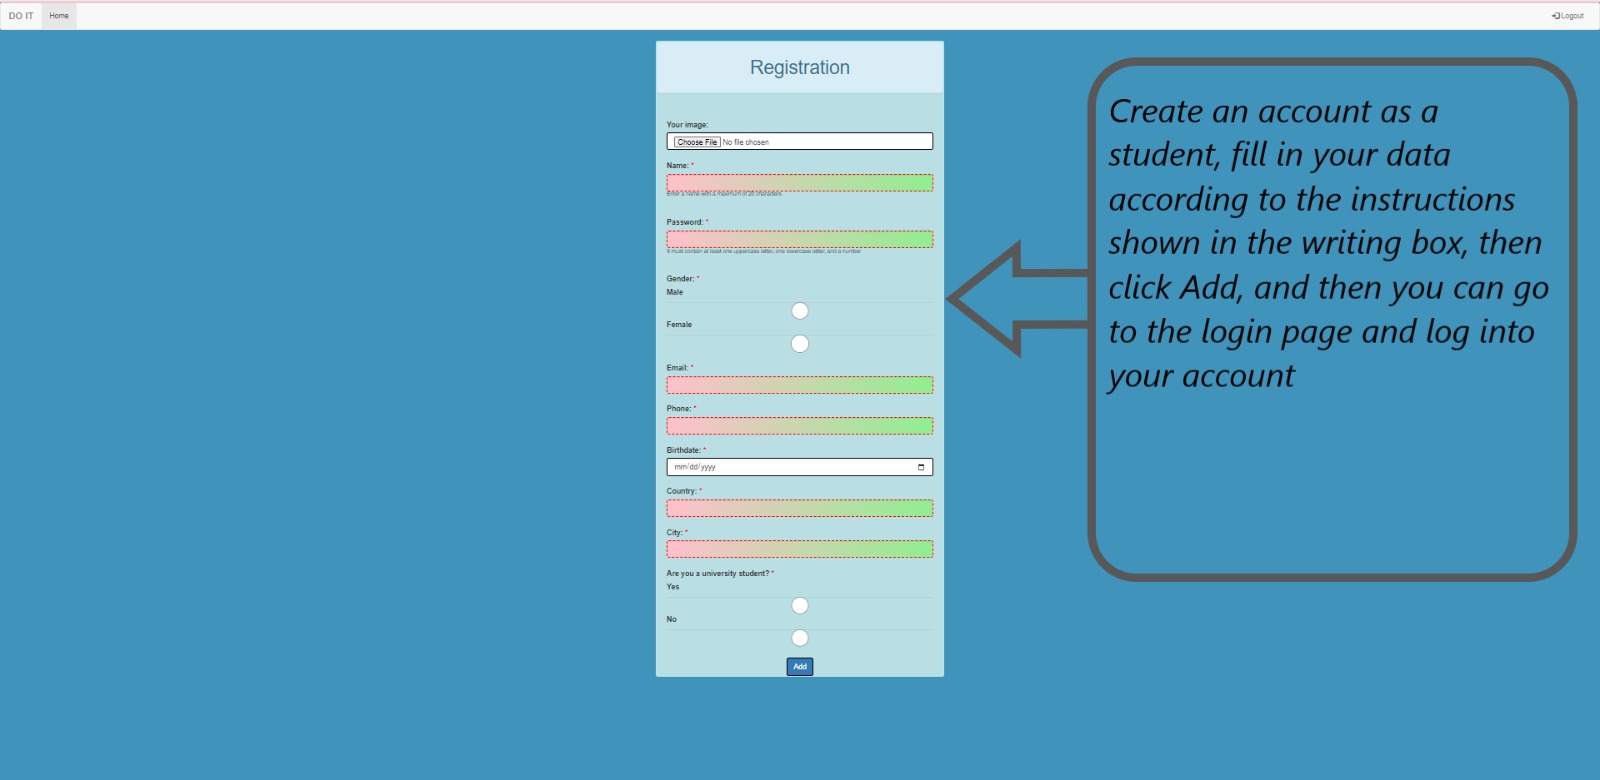 DO IT
Home
Logout
Registration
Your image:
Choose File No file chosen
Name: *
Enter a name with a maximum of 20 characters
Password: *
It must contain at least one uppercase letter, one lowercase letter, and a number
Gender: *
Male
Female
Email: *
Phone: *
Birthdate: *
mm/dd/yyyy
Country: *
City: *
Are you a university student? *
Yes
No
Add
Create an account as a
student, fill in your data
according to the instructions
shown in the writing box, then
click Add, and then you can go
to the login page and log into
your account